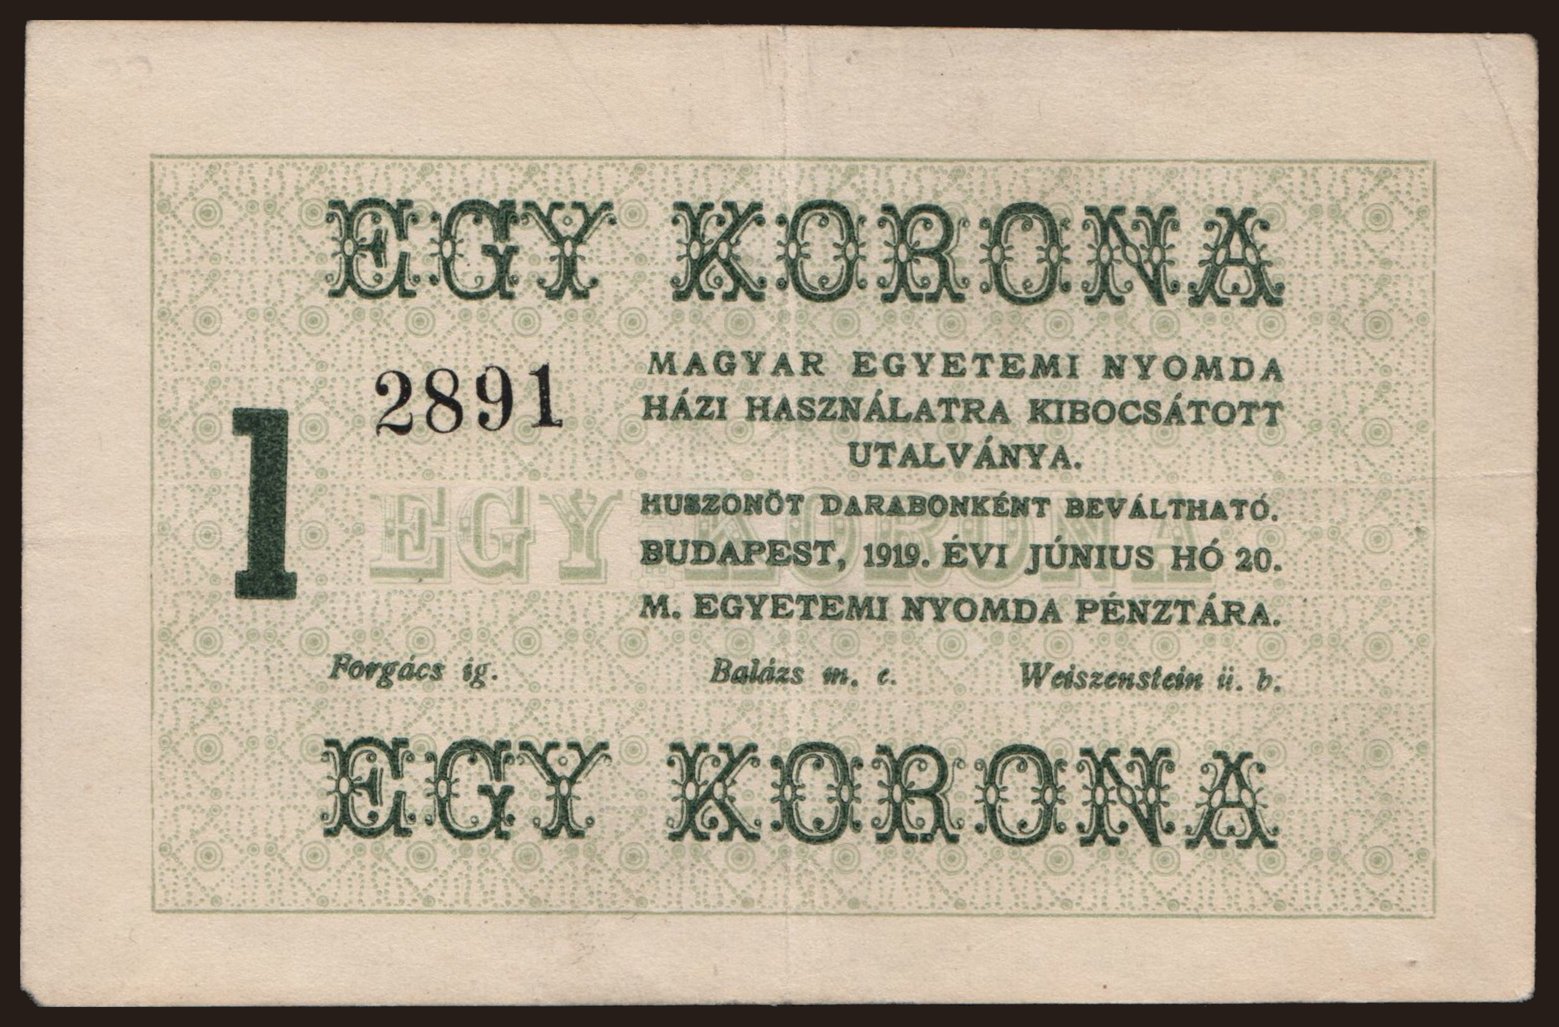 EGY KORONA
2891
1
MAGYAR EGYETEMI NYOMDA
HÁZI HASZNÁLATRA KIBOCSÁTOTT
UTALVÁNYA.
HUSZONÖT DARABONKÉNT BEVÁLTHATÓ.
BUDAPEST, 1919. ÉVI JÚNIUS HÓ 20.
M. EGYETEMI NYOMDA PÉNZTÁRA.
EGY KORONA
Forgács ig. Balázs m. e. Weiszenstein ü. b.
EGY KORONA